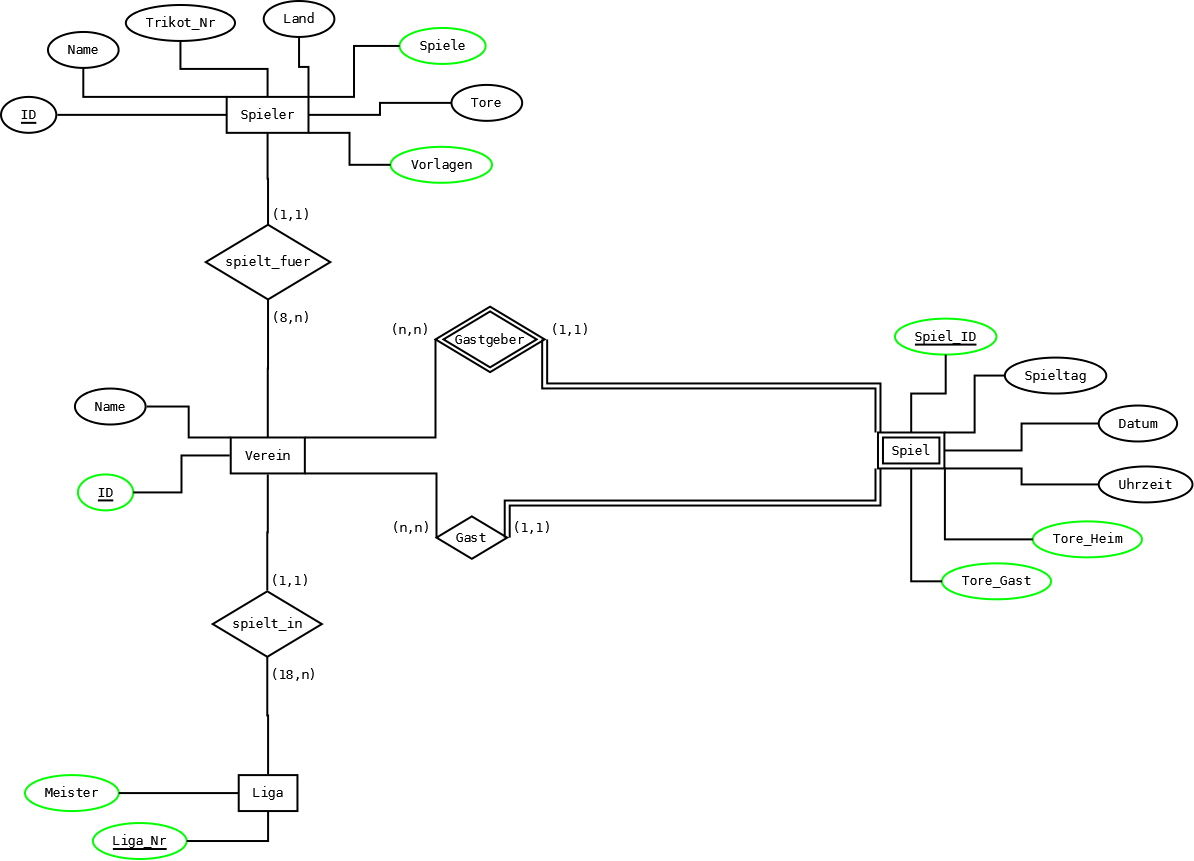 Land
Trikot_Nr
Name
Spiele
Tore
ID
Spieler
Vorlagen
(1,1)
spielt_fuer
(8,n)
(n,n)
Gastgeber
(1,1)
Spiel_ID
Spieltag
Name
Datum
Verein
Spiel
ID
Uhrzeit
(n,n)
Gast
(1,1)
Tore_Heim
(1,1)
Tore_Gast
spielt_in
(18,n)
Meister
Liga
Liga_Nr